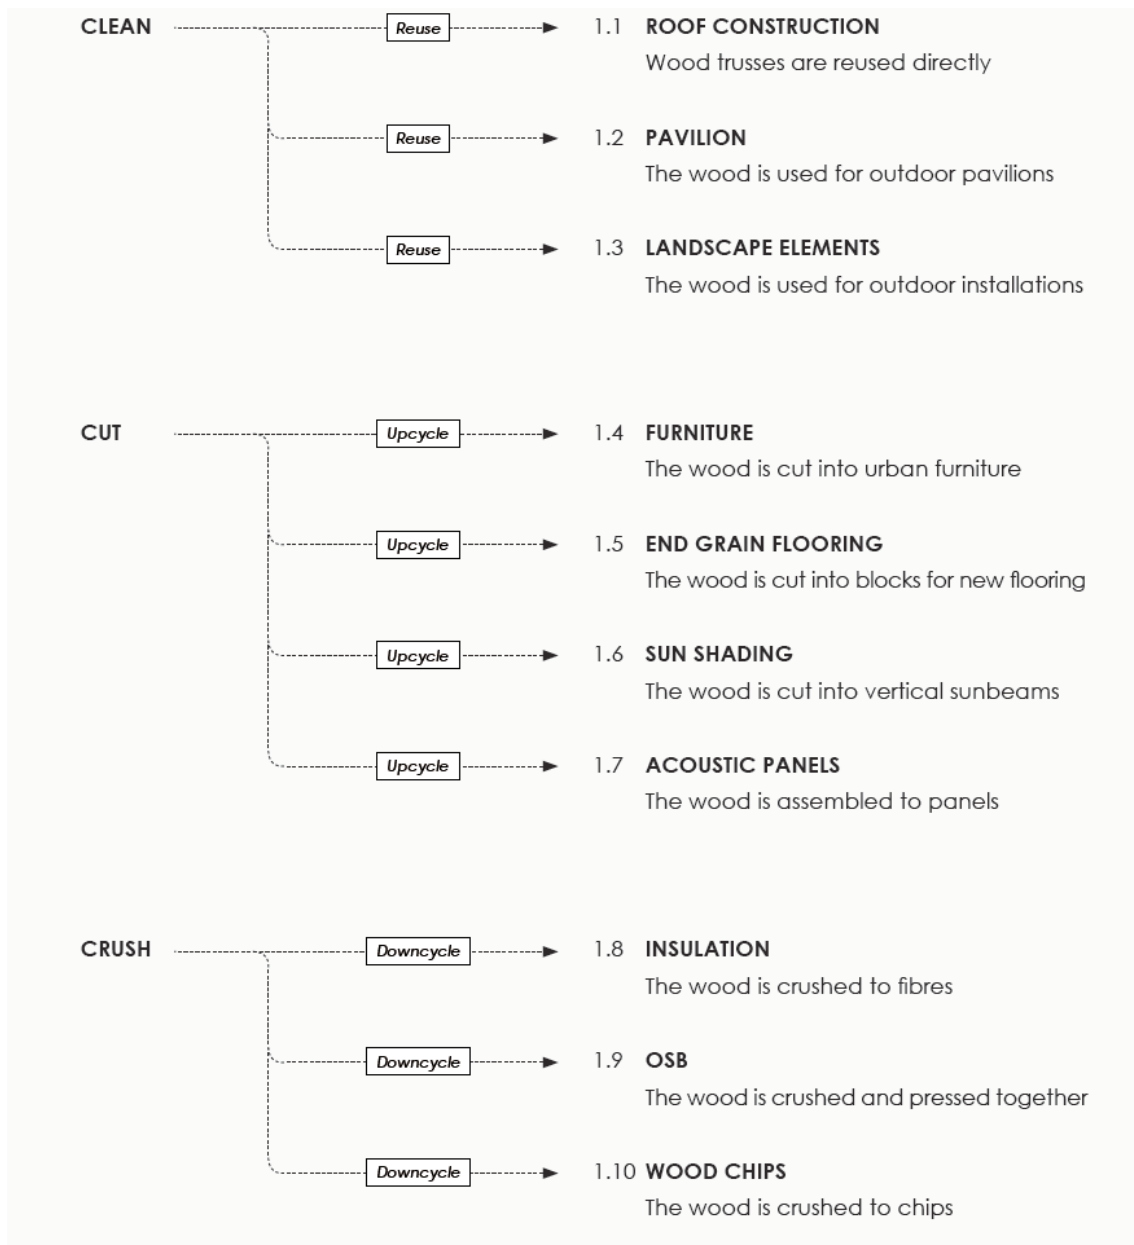 CLEAN Reuse 1.1 ROOF CONSTRUCTION
Wood trusses are reused directly
Reuse 1.2 PAVILION
The wood is used for outdoor pavilions
Reuse 1.3 LANDSCAPE ELEMENTS
The wood is used for outdoor installations
CUT Upcycle 1.4 FURNITURE
The wood is cut into urban furniture
Upcycle 1.5 END GRAIN FLOORING
The wood is cut into blocks for new flooring
Upcycle 1.6 SUN SHADING
The wood is cut into vertical sunbeams
Upcycle 1.7 ACOUSTIC PANELS
The wood is assembled to panels
CRUSH Downcycle 1.8 INSULATION
The wood is crushed to fibres
Downcycle 1.9 OSB
The wood is crushed and pressed together
Downcycle 1.10 WOOD CHIPS
The wood is crushed to chips